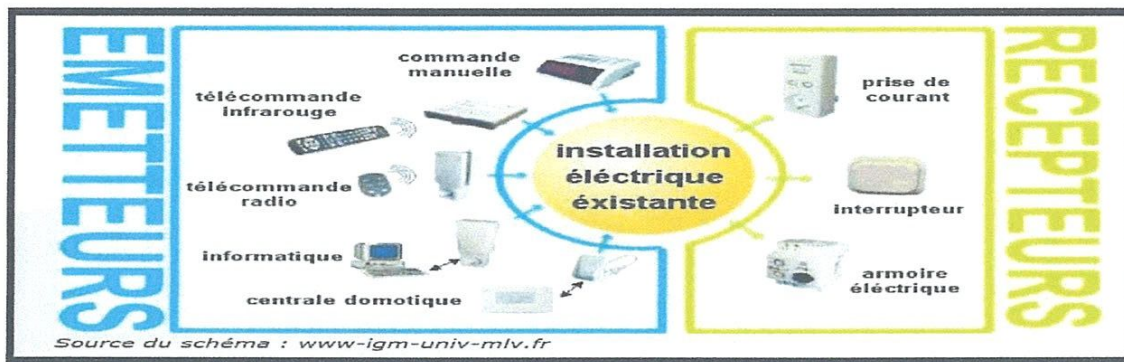 EMETTEURS
commande
manuelle
télécommande
infrarouge
télécommande
radio
informatique
centrale domotique
installation
éléctrique
éxistante
prise de
courant
interrupteur
armoire
éléctrique
RECEPTEURS
Source du schéma : www-igm-univ-mlv.fr